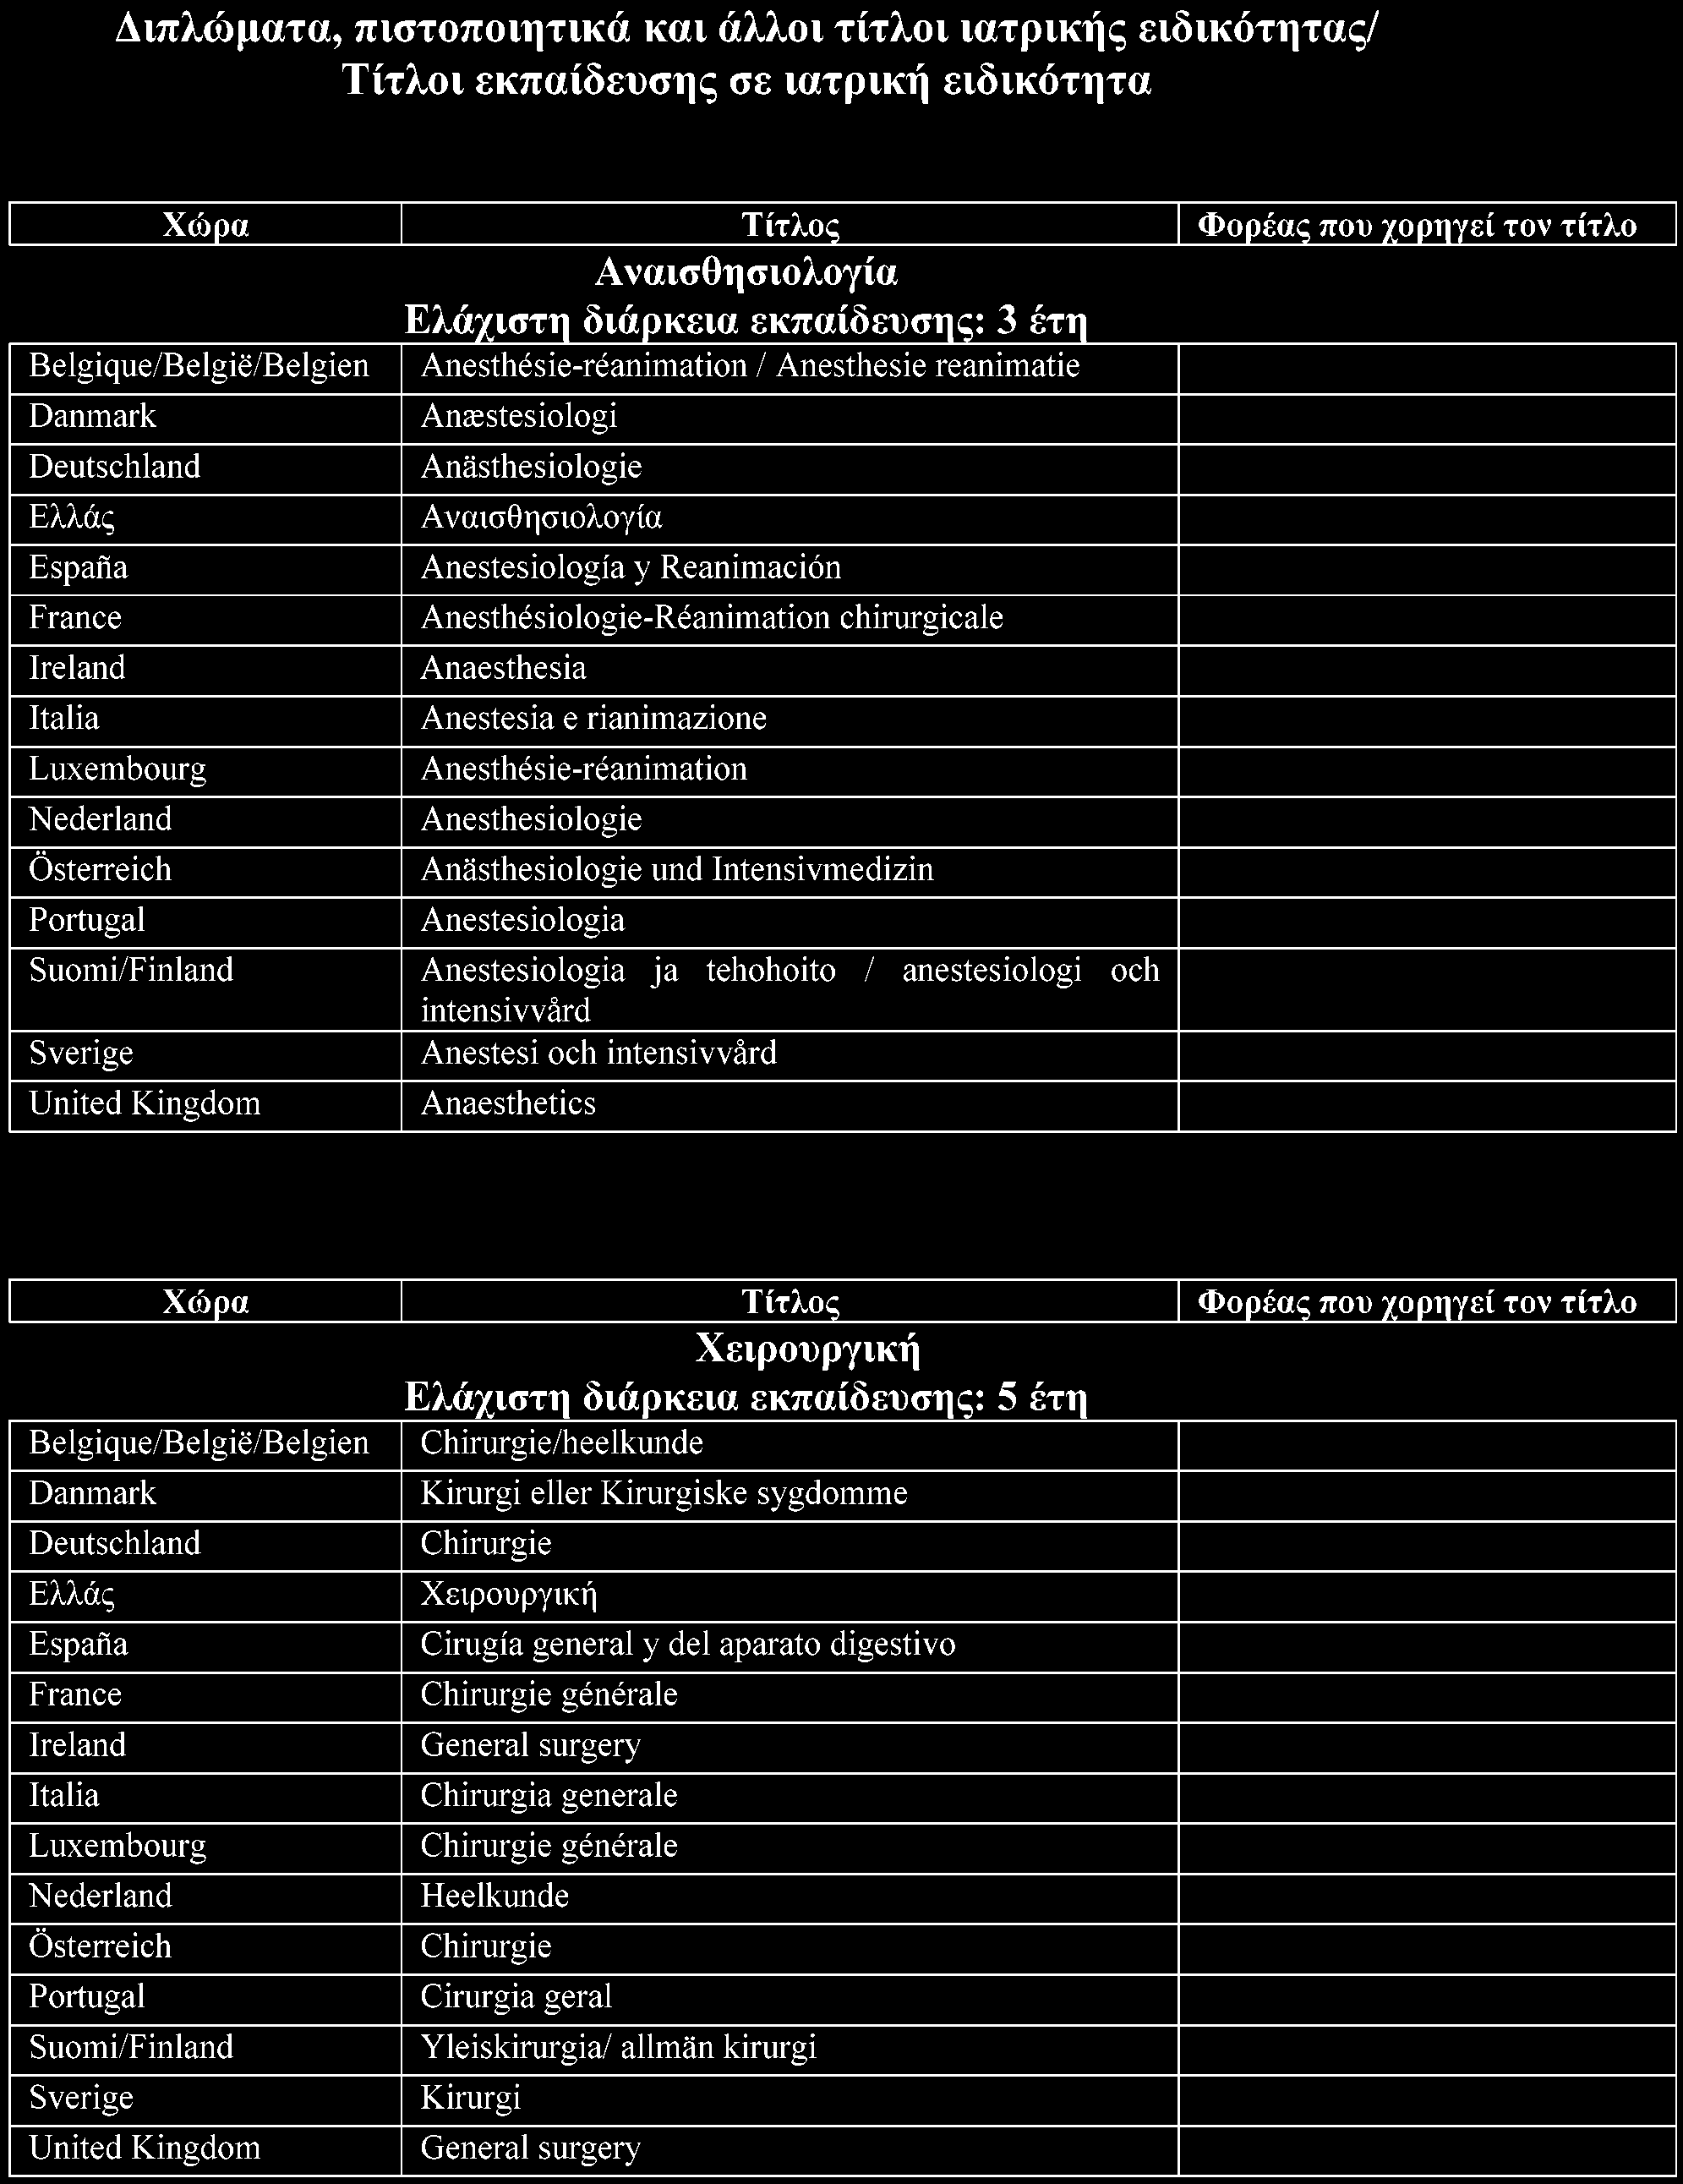 Διπλώματα, πιστοποιητικά και άλλοι τίτλοι ιατρικής ειδικότητας/
Τίτλοι εκπαίδευσης σε ιατρική ειδικότητα
Χώρα Τίτλος Φορέας που χορηγεί τον τίτλο
Αναισθησιολογία
Ελάχιστη διάρκεια εκπαίδευσης: 3 έτη
Belgique/België/Belgien Anesthésie-réanimation / Anesthesie reanimatie
Danmark Anæstesiologi
Deutschland Anästhesiologie
Ελλάς Αναισθησιολογία
España Anestesiología y Reanimación
France Anesthésiologie-Réanimation chirurgicale
Ireland Anaesthesia
Italia Anestesia e rianimazione
Luxembourg Anesthésie-réanimation
Nederland Anesthesiologie
Österreich Anästhesiologie und Intensivmedizin
Portugal Anestesiologia
Suomi/Finland Anestesiologia ja tehohoito / anestesiologi och
intensivvård
Sverige Anestesi och intensivvård
United Kingdom Anaesthetics
Χώρα Τίτλος Φορέας που χορηγεί τον τίτλο
Χειρουργική
Ελάχιστη διάρκεια εκπαίδευσης: 5 έτη
Belgique/België/Belgien Chirurgie/heelkunde
Danmark Kirurgi eller Kirurgiske sygdomme
Deutschland Chirurgie
Ελλάς Χειρουργική
España Cirugía general y del aparato digestivo
France Chirurgie générale
Ireland General surgery
Italia Chirurgia generale
Luxembourg Chirurgie générale
Nederland Heelkunde
Österreich Chirurgie
Portugal Cirurgia geral
Suomi/Finland Yleiskirurgia/ allmän kirurgi
Sverige Kirurgi
United Kingdom General surgery